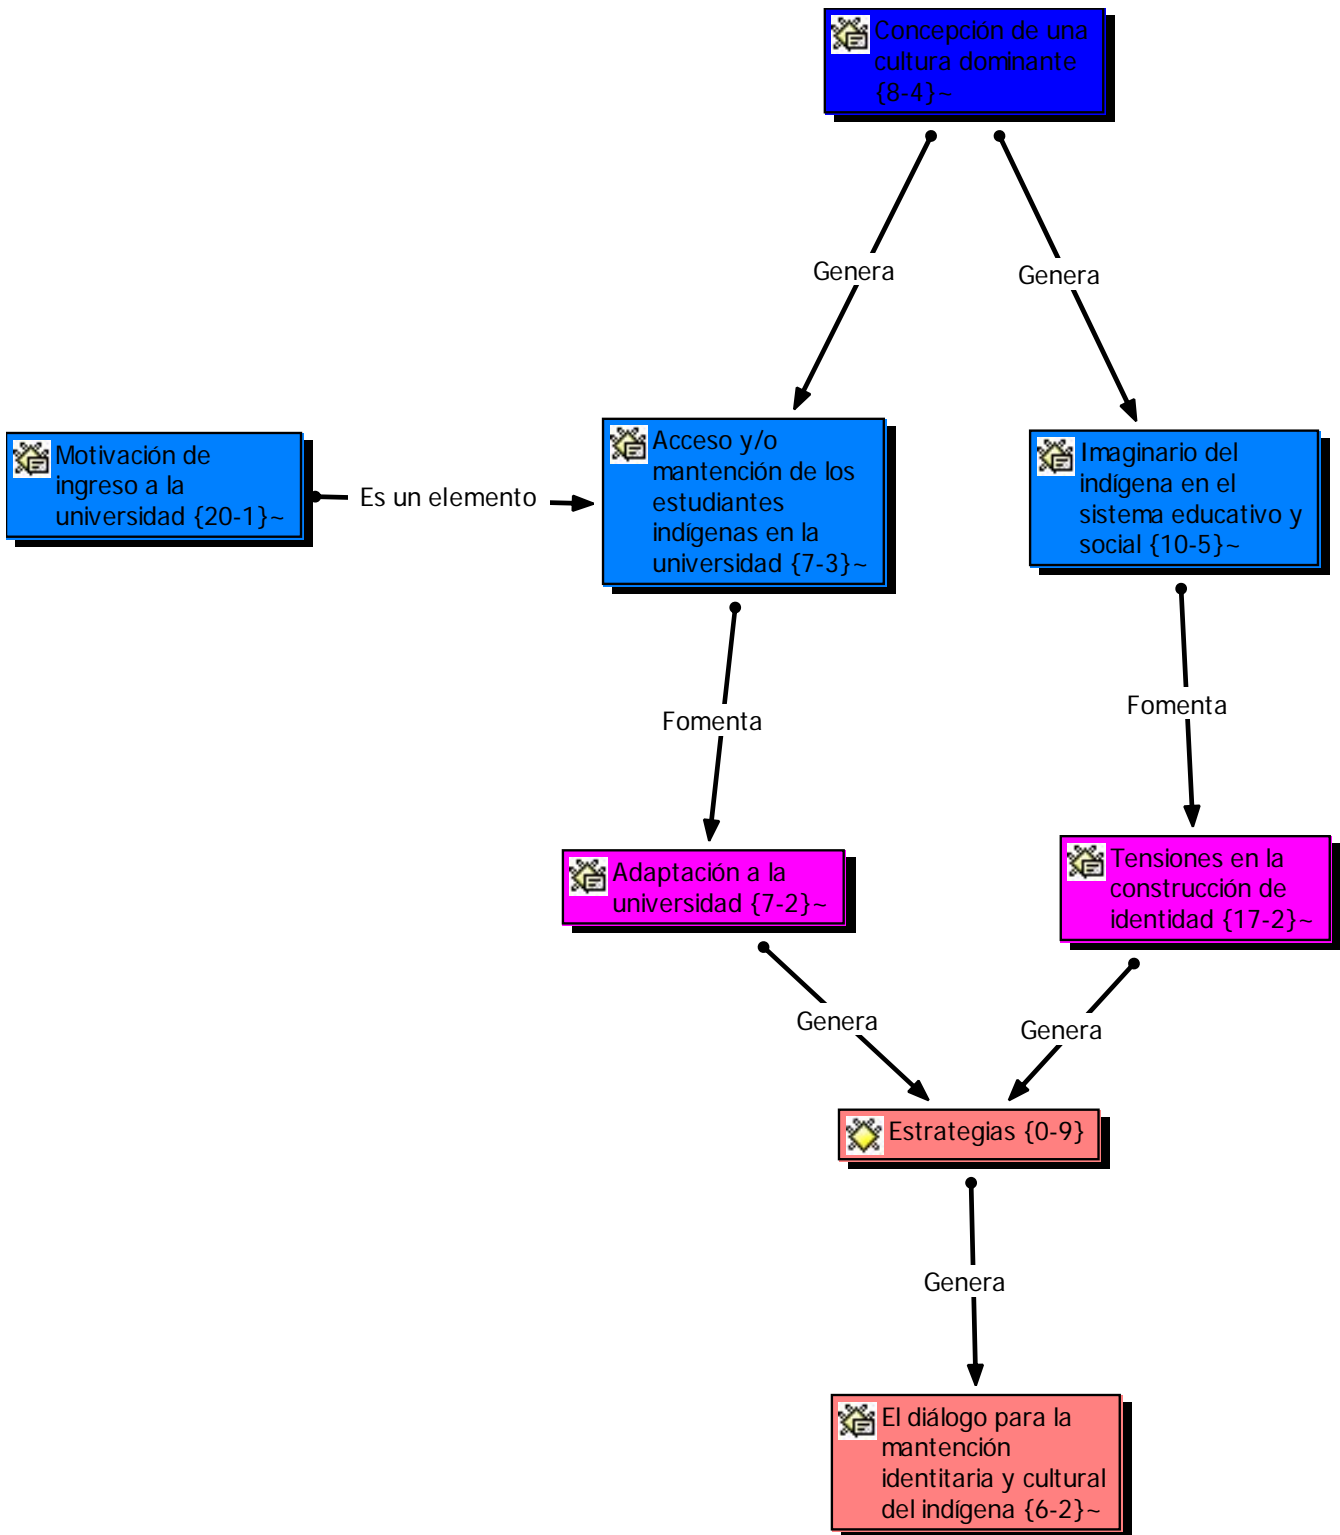 Concepción de una
cultura dominante
{8-4}~
Genera
Genera
Motivación de
ingreso a la
universidad {20-1}~
Es un elemento
Acceso y/o
mantención de los
estudiantes
indígenas en la
universidad {7-3}~
Imaginario del
indígena en el
sistema educativo y
social {10-5}~
Fomenta
Fomenta
Adaptación a la
universidad {7-2}~
Tensiones en la
construcción de
identidad {17-2}~
Genera
Genera
Estrategias {0-9}
Genera
El diálogo para la
mantención
identitaria y cultural
del indígena {6-2}~